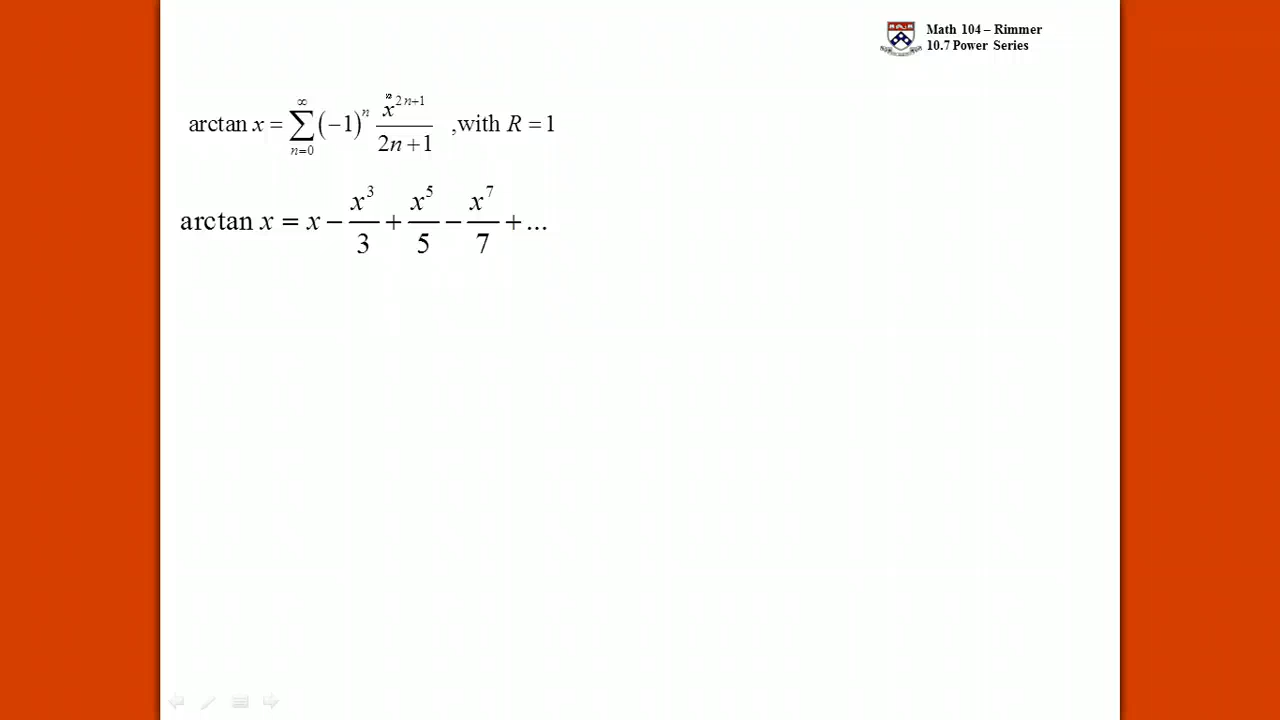 Math 104 – Rimmer
10.7 Power Series
arctan x = ∑_{n=0}^{∞} (−1)^n x^{2n+1} / (2n+1) ,with R = 1
arctan x = x − x^3/3 + x^5/5 − x^7/7 + ...